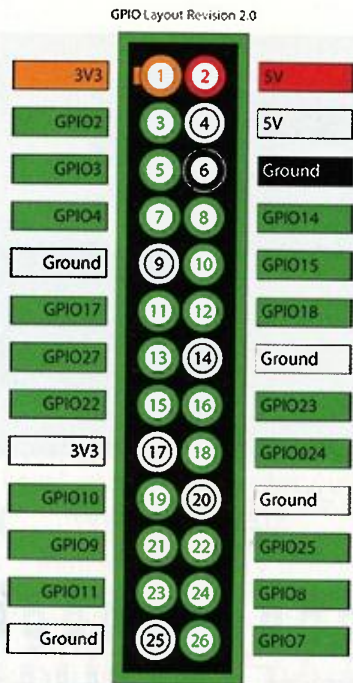 GPIO Layout Revision 2.0
3V3 1 2 5V
GPIO2 3 4 5V
GPIO3 5 6 Ground
GPIO4 7 8 GPIO14
Ground 9 10 GPIO15
GPIO17 11 12 GPIO18
GPIO27 13 14 Ground
GPIO22 15 16 GPIO23
3V3 17 18 GPIO024
GPIO10 19 20 Ground
GPIO9 21 22 GPIO25
GPIO11 23 24 GPIO8
Ground 25 26 GPIO7